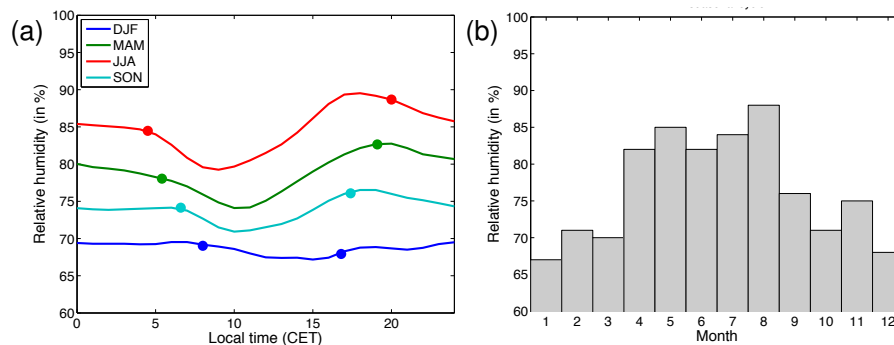 (a)
Relative humidity (in %)
100
95
90
85
80
75
70
65
60
DJF
MAM
JJA
SON
0 5 10 15 20
Local time (CET)
(b)
Relative humidity (in %)
100
95
90
85
80
75
70
65
60
1 2 3 4 5 6 7 8 9 10 11 12
Month